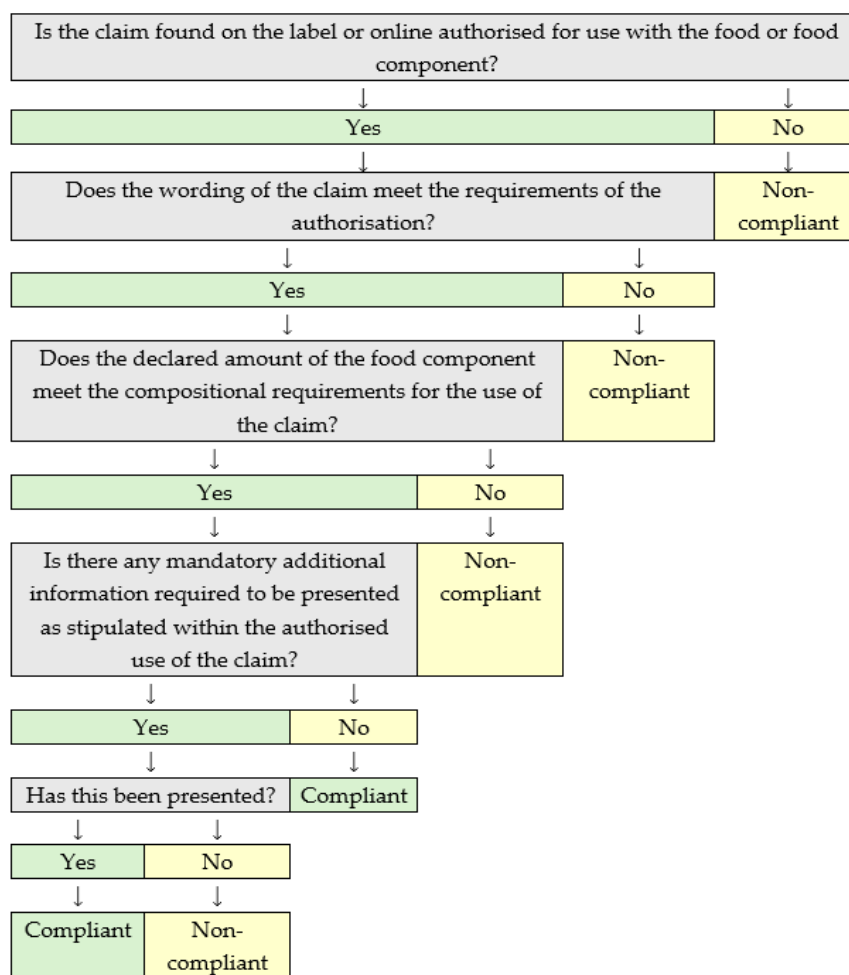 Is the claim found on the label or online authorised for use with the food or food
component?
↓ ↓
Yes No
↓ ↓
Does the wording of the claim meet the requirements of the
authorisation?
Non-
compliant
↓ ↓
Yes No
↓ ↓
Does the declared amount of the food component
meet the compositional requirements for the use of
the claim?
Non-
compliant
↓ ↓
Yes No
↓ ↓
Is there any mandatory additional
information required to be presented
as stipulated within the authorised
use of the claim?
Non-
compliant
↓ ↓
Yes No
↓ ↓
Has this been presented? Compliant
↓ ↓
Yes No
↓ ↓
Compliant
Non-
compliant